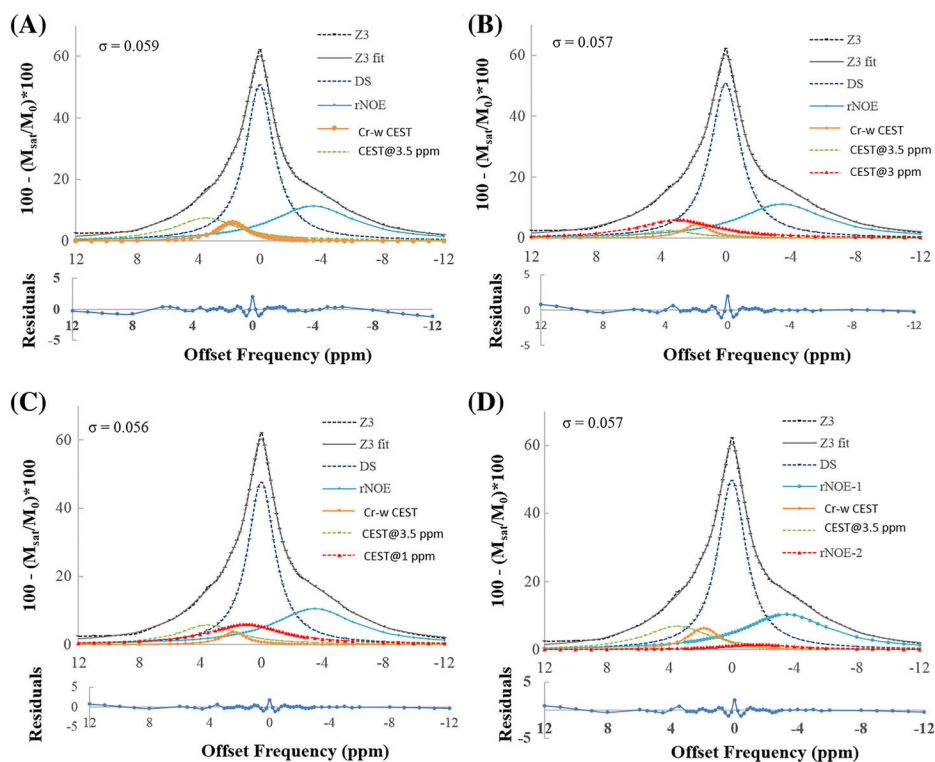 (A)
σ = 0.059
100 - (Msat/M0)*100
60
40
20
0
12 8 4 0 -4 -8 -12
Z3
Z3 fit
DS
rNOE
Cr-w CEST
CEST@3.5 ppm
Residuals
5
0
-5
12 8 4 0 -4 -8 -12
Offset Frequency (ppm)
(B)
σ = 0.057
100 - (Msat/M0)*100
60
40
20
0
12 8 4 0 -4 -8 -12
Z3
Z3 fit
DS
rNOE
Cr-w CEST
CEST@3.5 ppm
CEST@3 ppm
Residuals
5
0
-5
12 8 4 0 -4 -8 -12
Offset Frequency (ppm)
(C)
σ = 0.056
100 - (Msat/M0)*100
60
40
20
0
12 8 4 0 -4 -8 -12
Z3
Z3 fit
DS
rNOE
Cr-w CEST
CEST@3.5 ppm
CEST@1 ppm
Residuals
5
0
-5
12 8 4 0 -4 -8 -12
Offset Frequency (ppm)
(D)
σ = 0.057
100 - (Msat/M0)*100
60
50
40
30
20
10
0
12 8 4 0 -4 -8 -12
Z3
Z3 fit
DS
rNOE-1
Cr-w CEST
CEST@3.5 ppm
rNOE-2
Residuals
5
0
-5
12 8 4 0 -4 -8 -12
Offset Frequency (ppm)